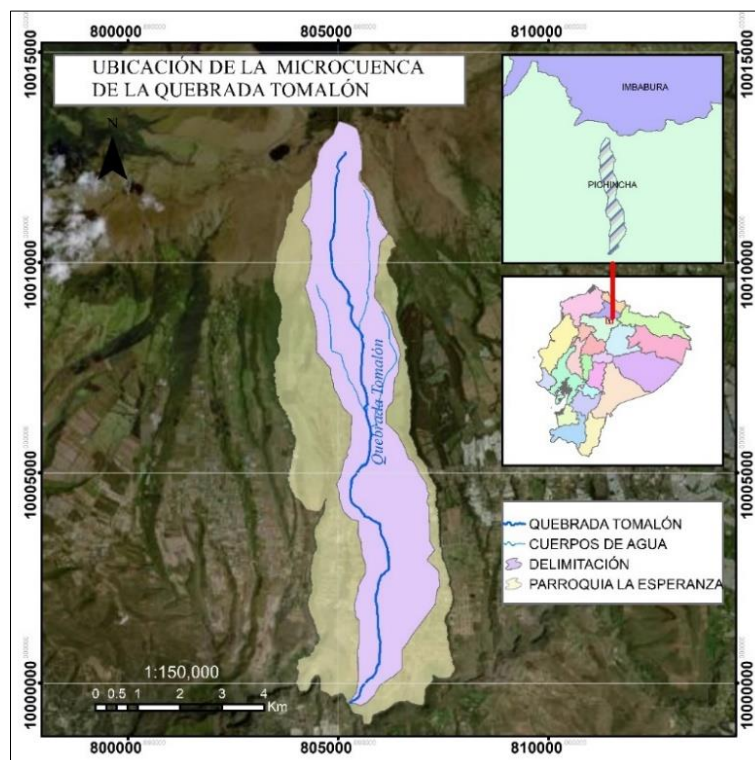 800000 805000 810000
UBICACIÓN DE LA MICROCUENCA
DE LA QUEBRADA TOMALÓN
N
IMBABURA
PICHINCHA
10015000
10010000
10005000
10000000
10015000
10010000
10005000
10000000
Quebrada Tomalón
QUEBRADA TOMALÓN
CUERPOS DE AGUA
DELIMITACIÓN
PARROQUIA LA ESPERANZA
1:150,000
0 0.5 1 2 3 4
Km
800000 805000 810000